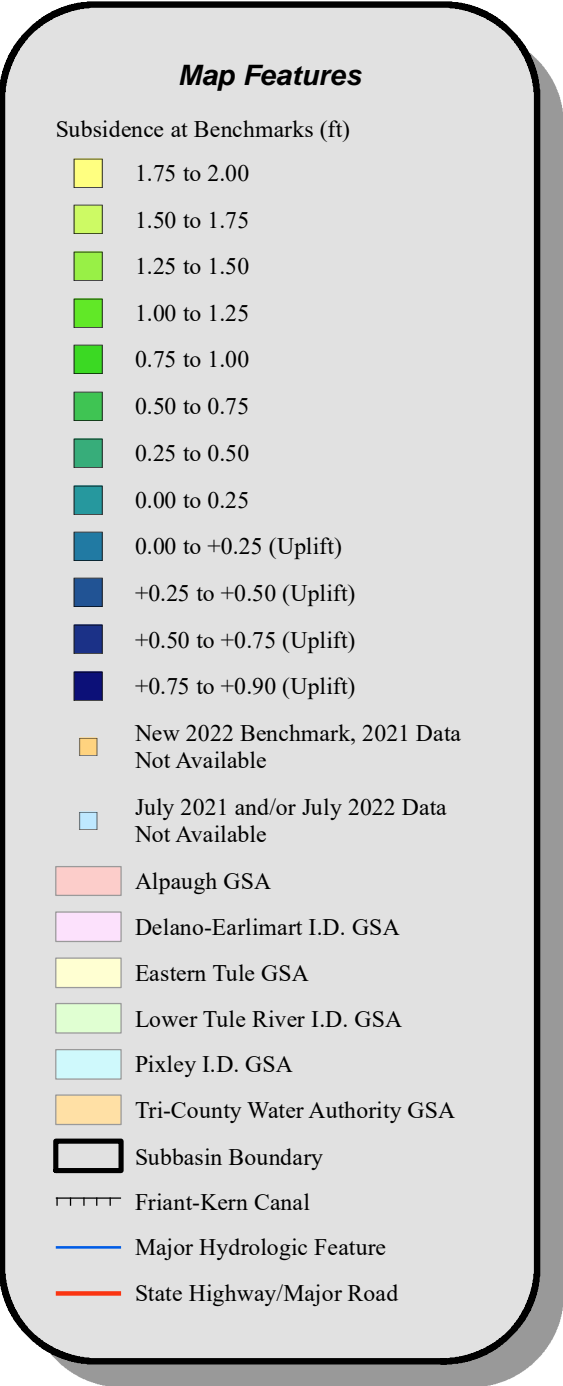 Map Features
Subsidence at Benchmarks (ft)
1.75 to 2.00
1.50 to 1.75
1.25 to 1.50
1.00 to 1.25
0.75 to 1.00
0.50 to 0.75
0.25 to 0.50
0.00 to 0.25
0.00 to +0.25 (Uplift)
+0.25 to +0.50 (Uplift)
+0.50 to +0.75 (Uplift)
+0.75 to +0.90 (Uplift)
New 2022 Benchmark, 2021 Data
Not Available
July 2021 and/or July 2022 Data
Not Available
Alpaugh GSA
Delano-Earlimart I.D. GSA
Eastern Tule GSA
Lower Tule River I.D. GSA
Pixley I.D. GSA
Tri-County Water Authority GSA
Subbasin Boundary
Friant-Kern Canal
Major Hydrologic Feature
State Highway/Major Road